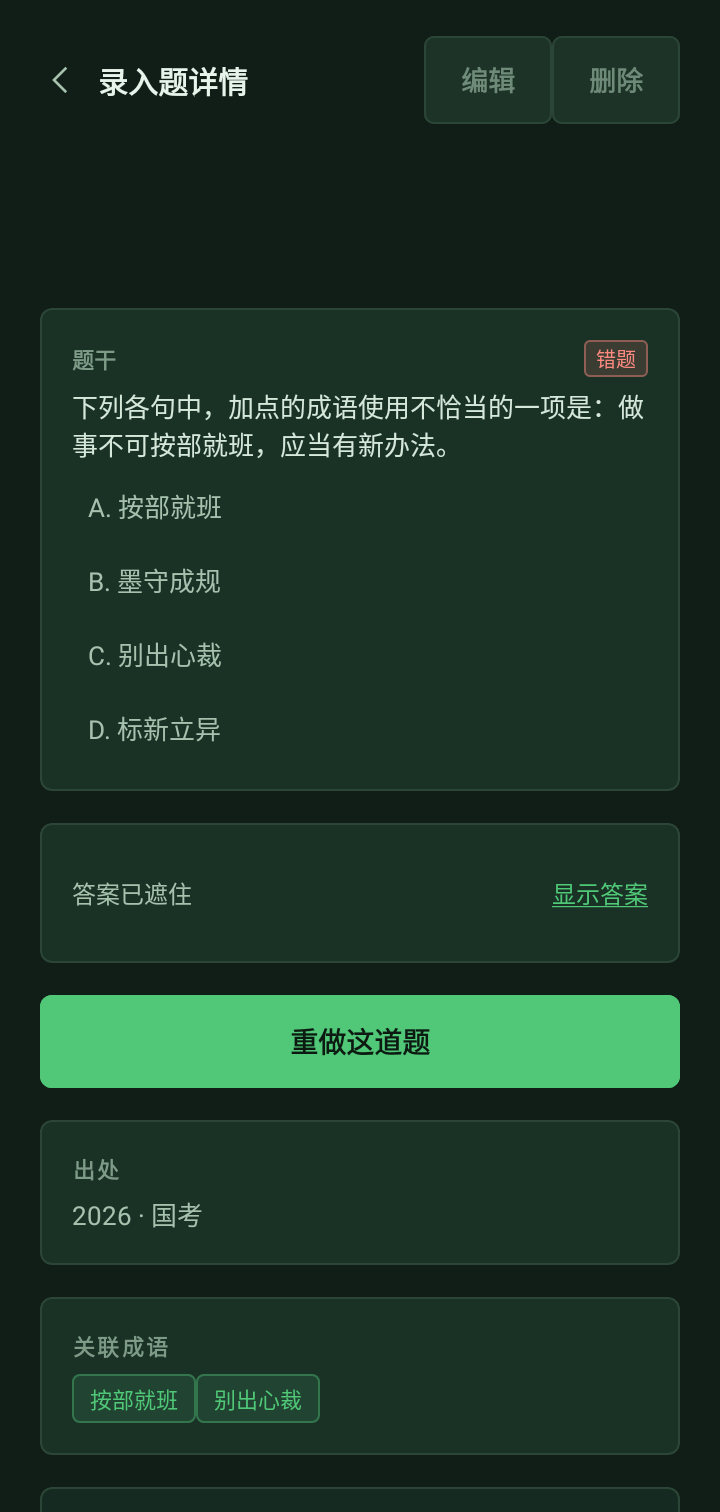 录入题详情
编辑
删除
题干
错题
下列各句中，加点的成语使用不恰当的一项是：做
事不可按部就班，应当有新办法。
A. 按部就班
B. 墨守成规
C. 别出心裁
D. 标新立异
答案已遮住
显示答案
重做这道题
出处
2026 · 国考
关联成语
按部就班
别出心裁